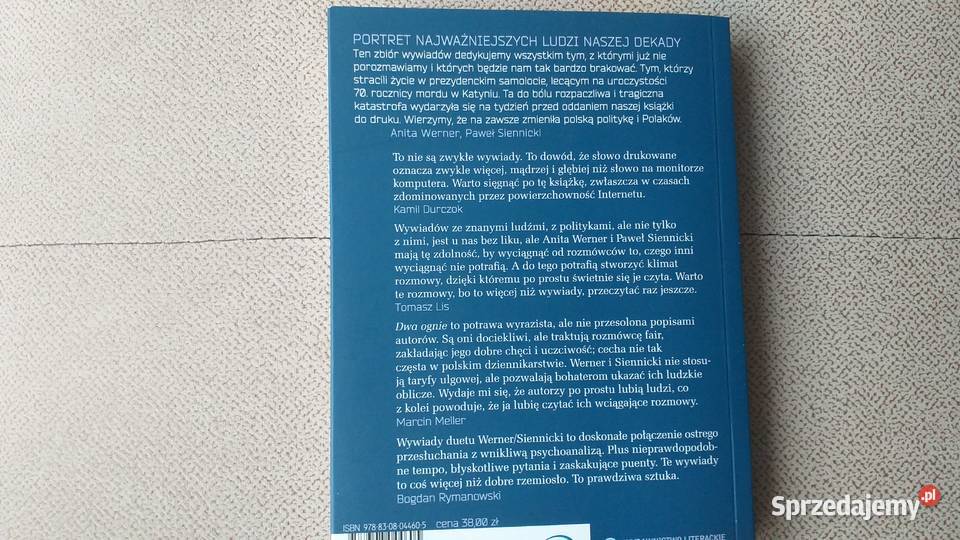 PORTRET NAJWAŻNIEJSZYCH LUDZI NASZEJ DEKADY
Ten zbiór wywiadów dedykujemy wszystkim tym, z którymi już nie
porozmawiamy i których będzie nam tak bardzo brakować. Tym, którzy
stracili życie w prezydenckim samolocie, lecącym na uroczystości
70. rocznicy mordu w Katyniu. Ta do bólu rozpaczliwa i tragiczna
katastrofa wydarzyła się na tydzień przed oddaniem naszej książki
do druku. Wierzymy, że na zawsze zmieniła polską politykę i Polaków.
Anita Werner, Paweł Siennicki
To nie są zwykłe wywiady. To dowód, że słowo drukowane
oznacza zwykle więcej, mądrzej i głębiej niż słowo na monitorze
komputera. Warto sięgnąć po tę książkę, zwłaszcza w czasach
zdominowanych przez powierzchowność Internetu.
Kamil Durczok
Wywiadów ze znanymi ludźmi, z politykami, ale nie tylko
z nimi, jest u nas bez liku, ale Anita Werner i Paweł Siennicki
mają tę zdolność, by wyciągnąć od rozmówców to, czego inni
wyciągnąć nie potrafią. A do tego potrafią stworzyć klimat
rozmowy, dzięki któremu po prostu świetnie się je czyta. Warto
te rozmowy, bo to więcej niż wywiady, przeczytać raz jeszcze.
Tomasz Lis
Dwa ognie to potrawa wyrazista, ale nie przesolona popisami
autorów. Są oni dociekliwi, ale traktują rozmówcę fair,
zakładając jego dobre chęci i uczciwość; cecha nie tak
częsta w polskim dziennikarstwie. Werner i Siennicki nie stosu-
ją taryfy ulgowej, ale pozwalają bohaterom ukazać ich ludzkie
oblicze. Wydaje mi się, że autorzy po prostu lubią ludzi, co
z kolei powoduje, że ja lubię czytać ich wciągające rozmowy.
Marcin Meller
Wywiady duetu Werner/Siennicki to doskonałe połączenie ostrego
przesłuchania z wnikliwą psychoanalizą. Plus nieprawdopodob-
ne tempo, błyskotliwe pytania i zaskakujące puenty. Te wywiady
to coś więcej niż dobre rzemiosło. To prawdziwa sztuka.
Bogdan Rymanowski
ISBN 978-83-08-04460-5 cena 38,00 zł
WYDAWNICTWO LITERACKIE
Sprzedajemy.pl